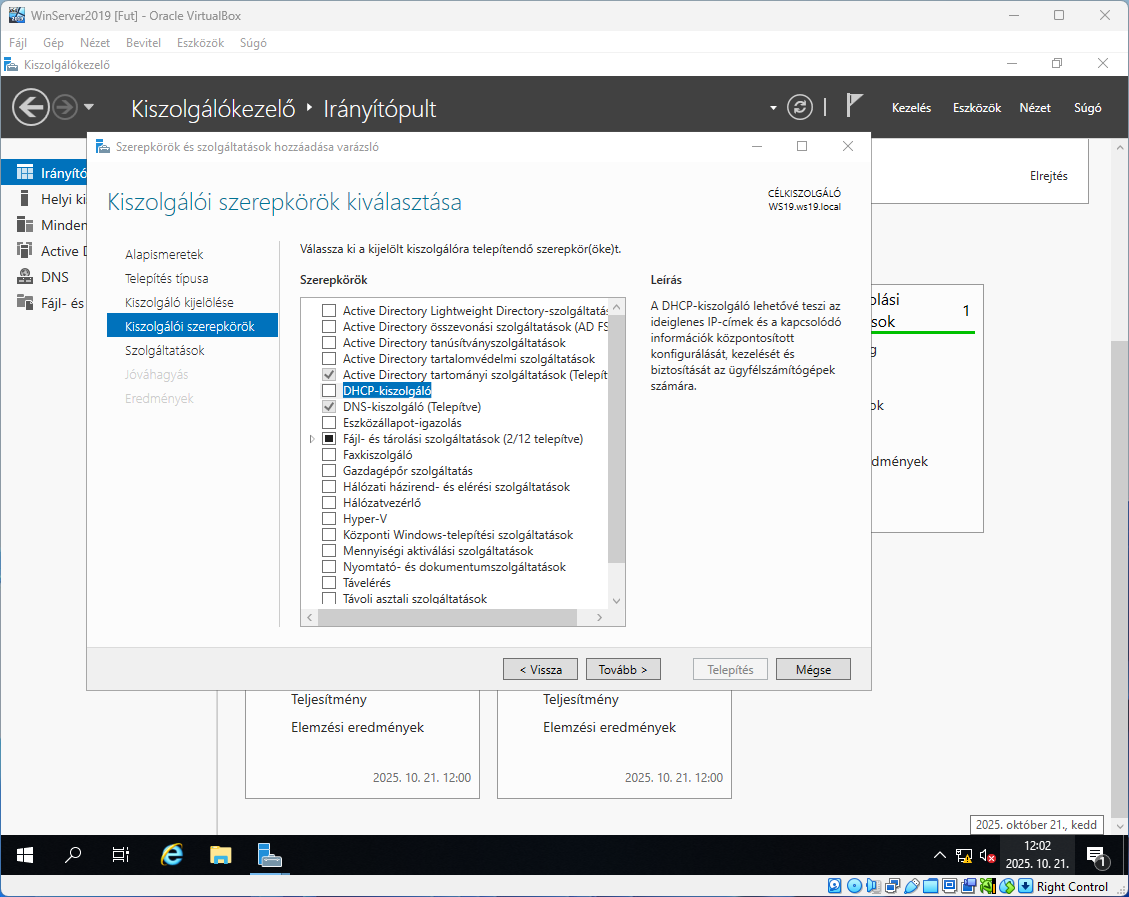 WinServer2019 [Fut] - Oracle VirtualBox
Fájl Gép Nézet Bevitel Eszközök Súgó
Kiszolgálókezelő
Kiszolgálókezelő Irányítópult
Kezelés Eszközök Nézet Súgó
Szerepkörök és szolgáltatások hozzáadása varázsló
Irányító
Helyi ki
Minden
Active
DNS
Fájl- és
Elrejtés
Kiszolgálói szerepkörök kiválasztása
CÉLKISZOLGÁLÓ
WS19.ws19.local
Alapismeretek
Telepítés típusa
Kiszolgáló kijelölése
Kiszolgálói szerepkörök
Szolgáltatások
Jóváhagyás
Eredmények
Válassza ki a kijelölt kiszolgálóra telepítendő szerepkör(öke)t.
Szerepkörök
Active Directory Lightweight Directory-szolgáltatás
Active Directory összevonási szolgáltatások (AD FS
Active Directory tanúsítványszolgáltatások
Active Directory tartalomvédelmi szolgáltatások
Active Directory tartományi szolgáltatások (Telepít
DHCP-kiszolgáló
DNS-kiszolgáló (Telepítve)
Eszközállapot-igazolás
Fájl- és tárolási szolgáltatások (2/12 telepítve)
Faxkiszolgáló
Gazdagépőr szolgáltatás
Hálózati házirend- és elérési szolgáltatások
Hálózatvezérlő
Hyper-V
Központi Windows-telepítési szolgáltatások
Mennyiségi aktiválási szolgáltatások
Nyomtató- és dokumentumszolgáltatások
Távelérés
Távoli asztali szolgáltatások
Leírás
A DHCP-kiszolgáló lehetővé teszi az
ideiglenes IP-címek és a kapcsolódó
információk központosított
konfigurálását, kezelését és
biztosítását az ügyfélszámítógépek
számára.
olási 1
sok
g
ok
dmények
< Vissza Tovább > Telepítés Mégse
Teljesítmény Teljesítmény
Elemzési eredmények Elemzési eredmények
2025. 10. 21. 12:00 2025. 10. 21. 12:00
2025. október 21., kedd
12:02
2025. 10. 21.
1
Right Control